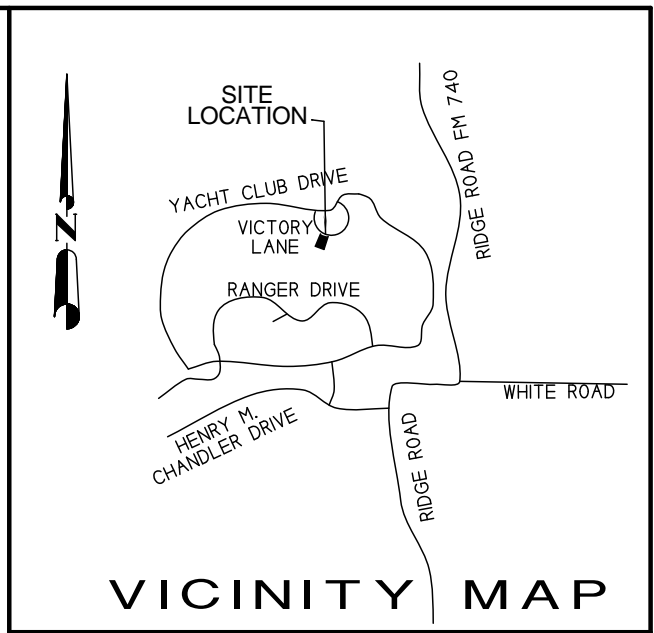 SITE
LOCATION
RIDGE ROAD FM 740
YACHT CLUB DRIVE
N
VICTORY
LANE
RANGER DRIVE
WHITE ROAD
HENRY M.
CHANDLER DRIVE
RIDGE ROAD
VICINITY MAP